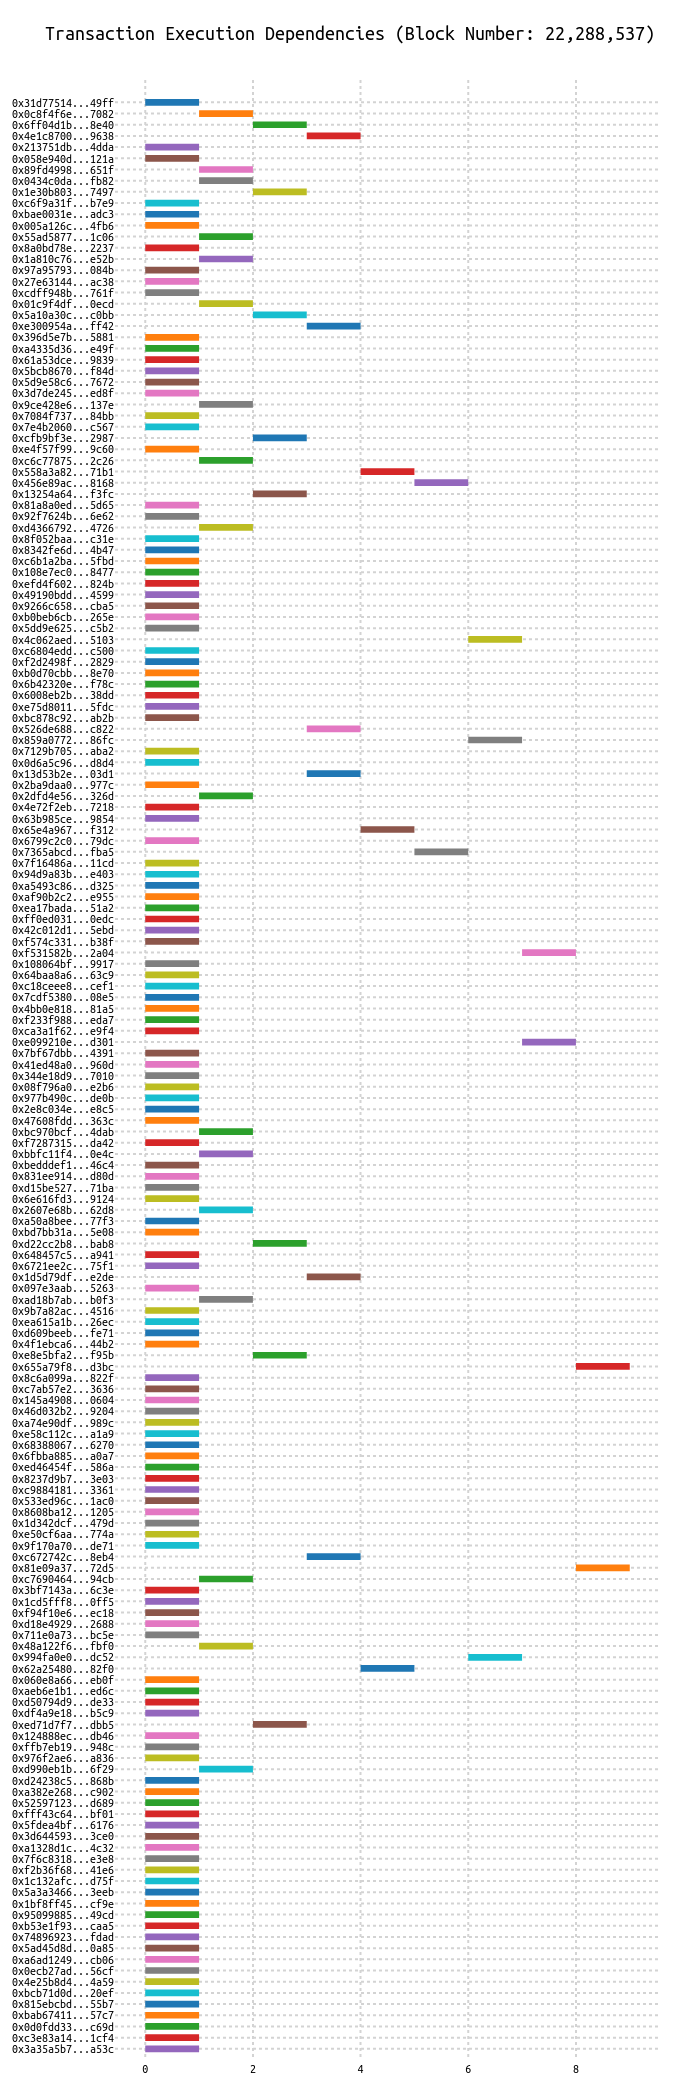 Transaction Execution Dependencies (Block Number: 22,288,537)
0x31d77514...49ff
0x0c8f4f6e...7082
0x6ff04d1b...8e40
0x4e1c8700...9638
0x213751db...4dda
0x058e940d...121a
0x89fd4998...651f
0x0434c0da...fb82
0x1e30b803...7497
0xc6f9a31f...b7e9
0xbae0031e...adc3
0x005a126c...4fb6
0x55ad5877...1c06
0x8a0bd78e...2237
0x1a810c76...e52b
0x97a95793...084b
0x27e63144...ac38
0xcdff948b...761f
0x01c9f4df...0ecd
0x5a10a30c...c0bb
0xe300954a...ff42
0x396d5e7b...5881
0xa4335d36...e49f
0x61a53dce...9839
0x5bcb8670...f84d
0x5d9e58c6...7672
0x3d7de245...ed8f
0x9ce428e6...137e
0x7084f737...84bb
0x7e4b2060...c567
0xcfb9bf3e...2987
0xe4f57f99...9c60
0xc6c77875...2c26
0x558a3a82...71b1
0x456e89ac...8168
0x13254a64...f3fc
0x81a8a0ed...5d65
0x92f7624b...6e62
0xd4366792...4726
0x8f052baa...c31e
0x8342fe6d...4b47
0xc6b1a2ba...5fbd
0x108e7ec0...8477
0xefd4f602...824b
0x49190bdd...4599
0x9266c658...cba5
0xb0beb6cb...265e
0x5dd9e625...c5b2
0x4c062aed...5103
0xc6804edd...c500
0xf2d2498f...2829
0xb0d70cbb...8e70
0x6b42320e...f78c
0x6008eb2b...38dd
0xe75d8011...5fdc
0xbc878c92...ab2b
0x526de688...c822
0x859a0772...86fc
0x7129b705...aba2
0x0d6a5c96...d8d4
0x13d53b2e...03d1
0x2ba9daa0...977c
0x2dfd4e56...326d
0x4e72f2eb...7218
0x63b985ce...9854
0x65e4a967...f312
0x6799c2c0...79dc
0x7365abcd...fba5
0x7f16486a...11cd
0x94d9a83b...e403
0xa5493c86...d325
0xaf90b2c2...e955
0xea17bada...51a2
0xff0ed031...0edc
0x42c012d1...5ebd
0xf574c331...b38f
0xf531582b...2a04
0x108064bf...9917
0x64baa8a6...63c9
0xc18ceee8...cef1
0x7cdf5380...08e5
0x4bb0e818...81a5
0xf233f988...eda7
0xca3a1f62...e9f4
0xe099210e...d301
0x7bf67dbb...4391
0x41ed48a0...960d
0x344e18d9...7010
0x08f796a0...e2b6
0x977b490c...de0b
0x2e8c034e...e8c5
0x47608fdd...363c
0xbc970bcf...4dab
0xf7287315...da42
0xbbfc11f4...0e4c
0xbedddef1...46c4
0x831ee914...d80d
0xd15be527...71ba
0x6e616fd3...9124
0x2607e68b...62d8
0xa50a8bee...77f3
0xbd7bb31a...5e08
0xd22cc2b8...bab8
0x648457c5...a941
0x6721ee2c...75f1
0x1d5d79df...e2de
0x097e3aab...5263
0xad18b7ab...b0f3
0x9b7a82ac...4516
0xea615a1b...26ec
0xd609beeb...fe71
0x4f1ebca6...44b2
0xe8e5bfa2...f95b
0x655a79f8...d3bc
0x8c6a099a...822f
0xc7ab57e2...3636
0x145a4908...0604
0x46d032b2...9204
0xa74e90df...989c
0xe58c112c...a1a9
0x68388067...6270
0x6fbba885...a0a7
0xed46454f...586a
0x8237d9b7...3e03
0xc9884181...3361
0x533ed96c...1ac0
0x8608ba12...1205
0x1d342dcf...479d
0xe50cf6aa...774a
0x9f170a70...de71
0xc672742c...8eb4
0x81e09a37...72d5
0xc7690464...94cb
0x3bf7143a...6c3e
0x1cd5fff8...0ff5
0xf94f10e6...ec18
0xd18e4929...2688
0x711e0a73...bc5e
0x48a122f6...fbf0
0x994fa0e0...dc52
0x62a25480...82f0
0x060e8a66...eb0f
0xaeb6e1b1...ed6c
0xd50794d9...de33
0xdf4a9e18...b5c9
0xed71d7f7...dbb5
0x124888ec...db46
0xffb7eb19...948c
0x976f2ae6...a836
0xd990eb1b...6f29
0xd24238c5...868b
0xa382e268...c902
0x52597123...d689
0xfff43c64...bf01
0x5fdea4bf...6176
0x3d644593...3ce0
0xa1328d1c...4c32
0x7f6c8318...e3e8
0xf2b36f68...41e6
0x1c132afc...d75f
0x5a3a3466...3eeb
0x1bf8ff45...cf9e
0x95099885...49cd
0xb53e1f93...caa5
0x74896923...fdad
0x5ad45d8d...0a85
0xa6ad1249...cb06
0x0ecb27ad...56cf
0x4e25b8d4...4a59
0xbcb71d0d...20ef
0x815ebcbd...55b7
0xbab67411...57c7
0x0d0fdd33...c69d
0xc3e83a14...1cf4
0x3a35a5b7...a53c
0 2 4 6 8